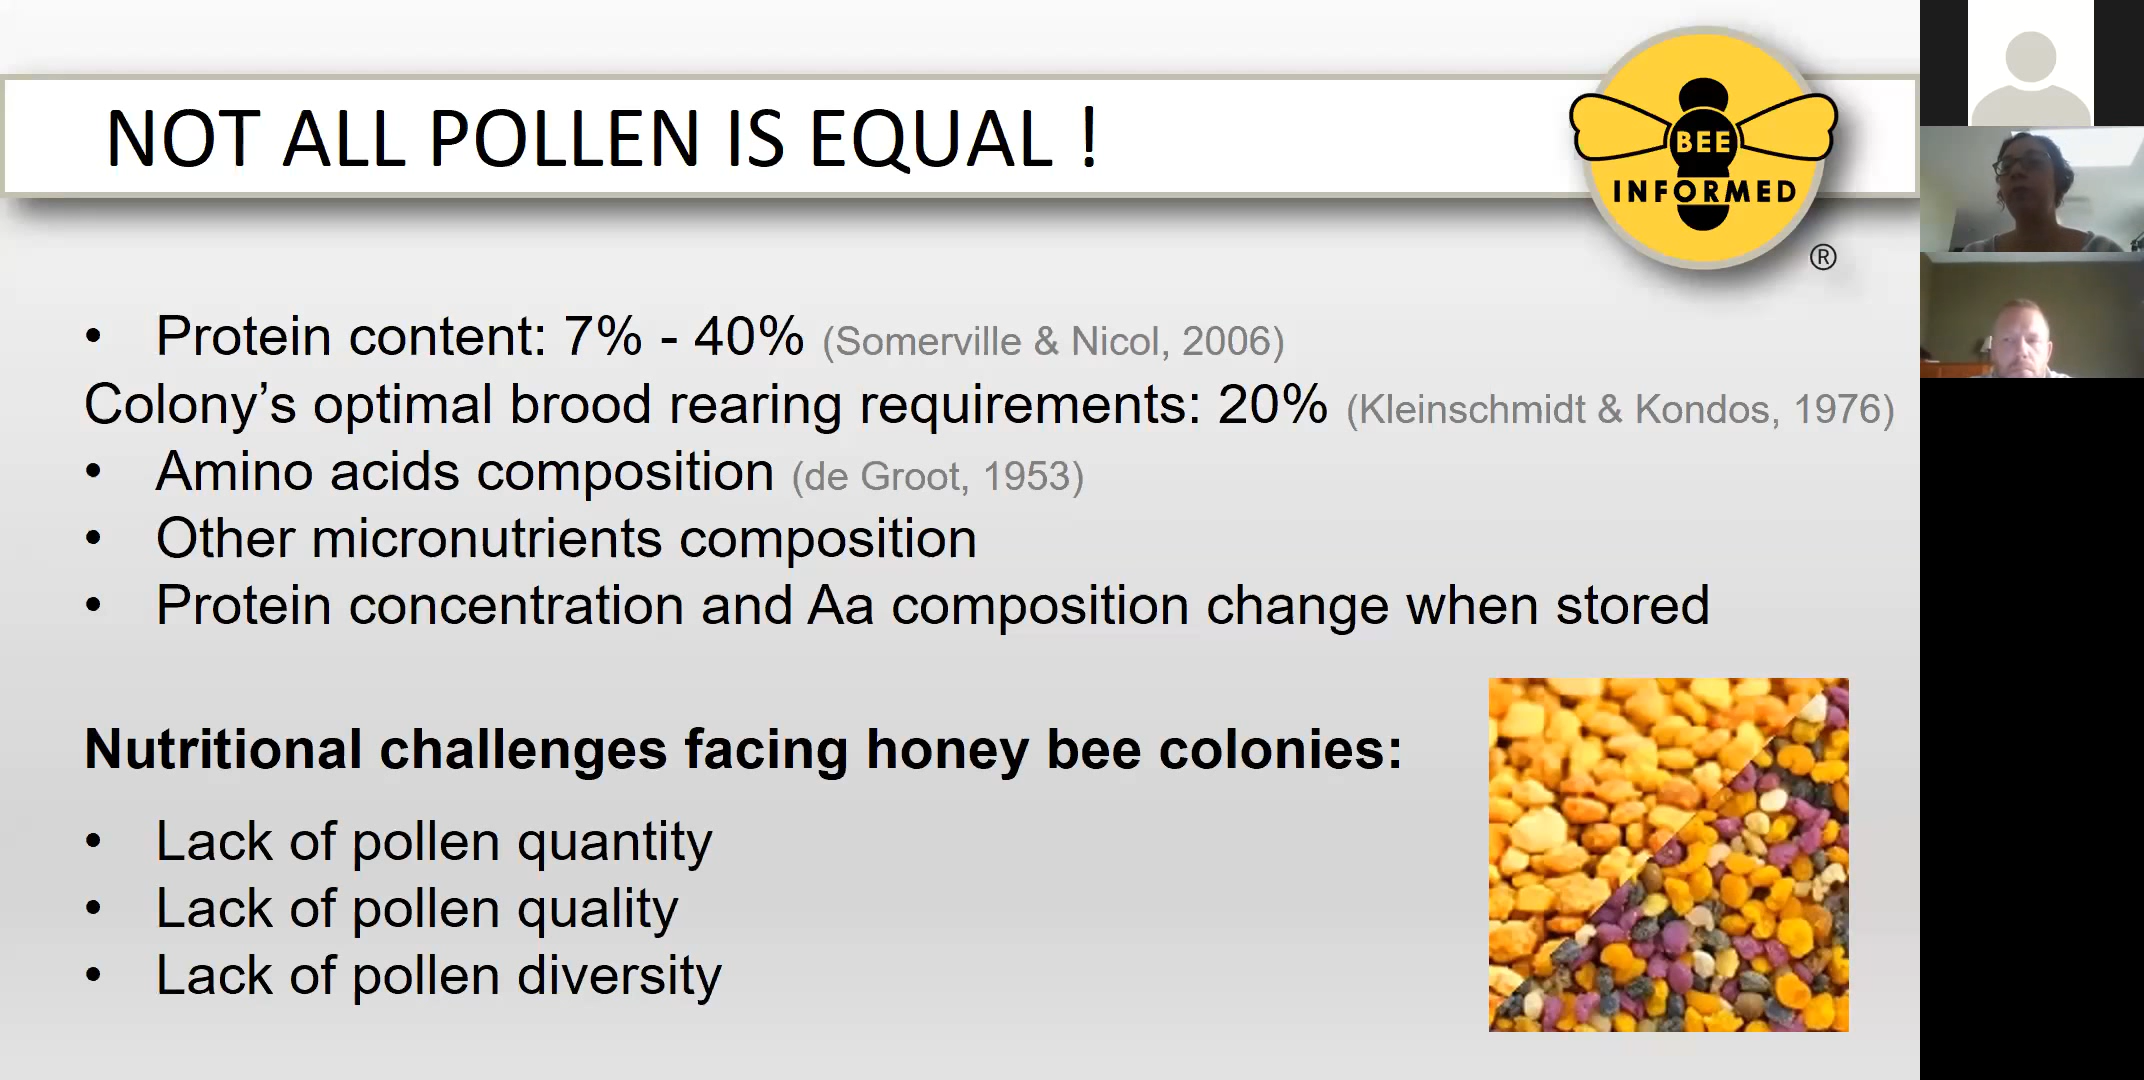 NOT ALL POLLEN IS EQUAL !
BEE
INFORMED
®
• Protein content: 7% - 40% (Somerville & Nicol, 2006)
Colony’s optimal brood rearing requirements: 20% (Kleinschmidt & Kondos, 1976)
• Amino acids composition (de Groot, 1953)
• Other micronutrients composition
• Protein concentration and Aa composition change when stored
Nutritional challenges facing honey bee colonies:
• Lack of pollen quantity
• Lack of pollen quality
• Lack of pollen diversity